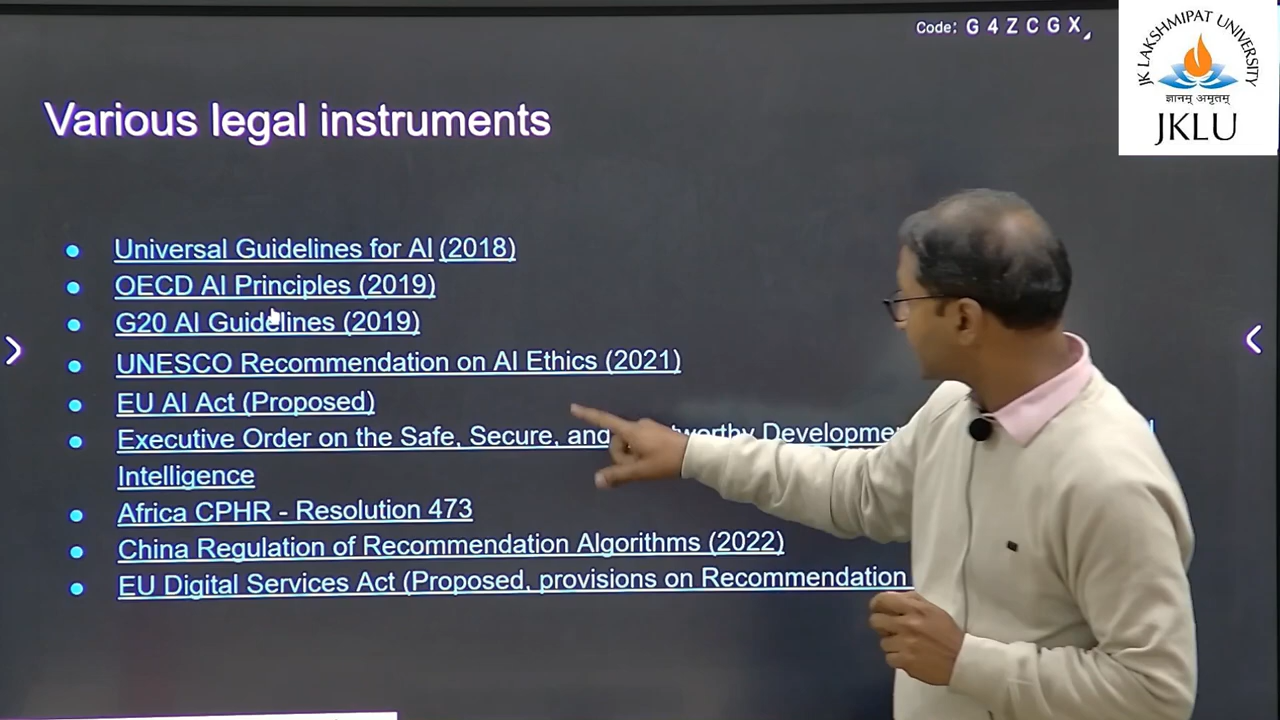 Code: G4ZCGX
JK LAKSHMIPAT UNIVERSITY
ज्ञानम् अमृतम्
JKLU
Various legal instruments
Universal Guidelines for AI (2018)
OECD AI Principles (2019)
G20 AI Guidelines (2019)
UNESCO Recommendation on AI Ethics (2021)
EU AI Act (Proposed)
Executive Order on the Safe, Secure, and
Intelligence
Africa CPHR - Resolution 473
China Regulation of Recommendation Algorithms (2022)
EU Digital Services Act (Proposed, provisions on Recommendation